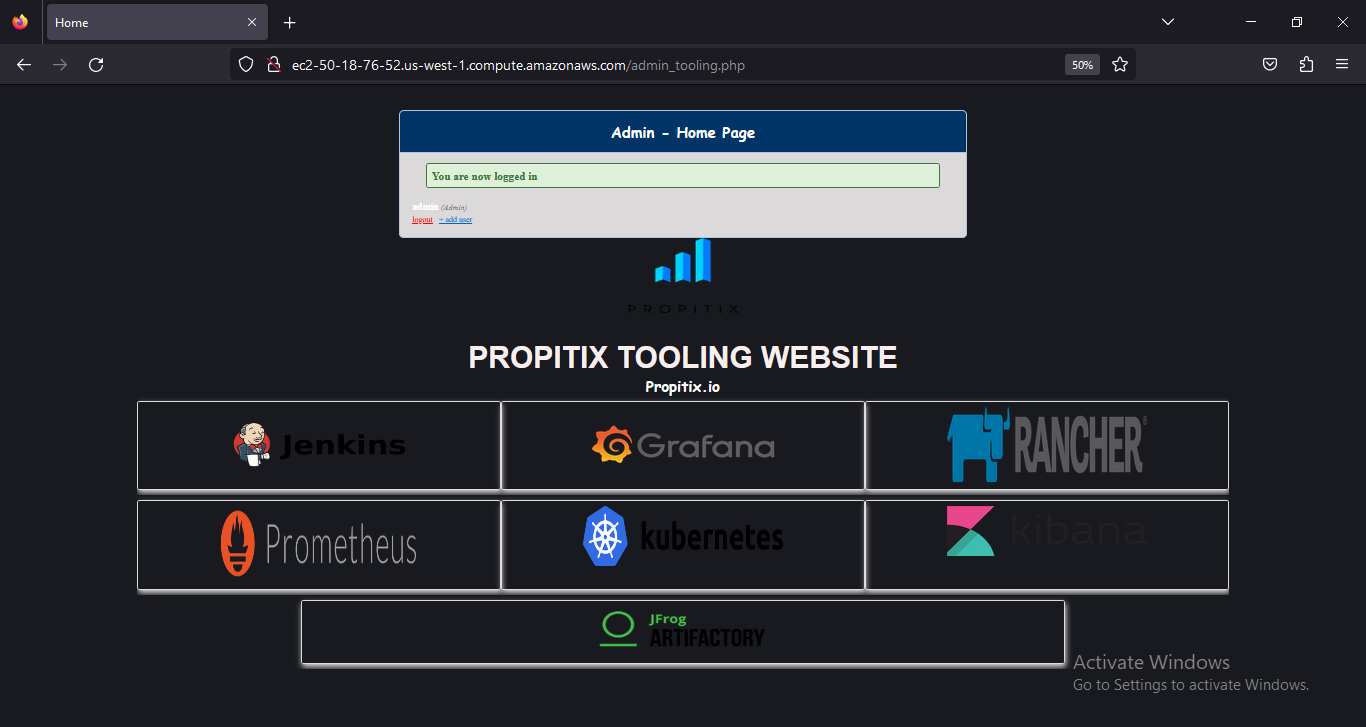 Home
ec2-50-18-76-52.us-west-1.compute.amazonaws.com/admin_tooling.php
50%
Admin - Home Page
You are now logged in
admin (Admin)
logout + add user
PROPITIX
PROPITIX TOOLING WEBSITE
Propitix.io
Jenkins
Grafana
RANCHER®
Prometheus
kubernetes
kibana
JFrog
ARTIFACTORY
Activate Windows
Go to Settings to activate Windows.